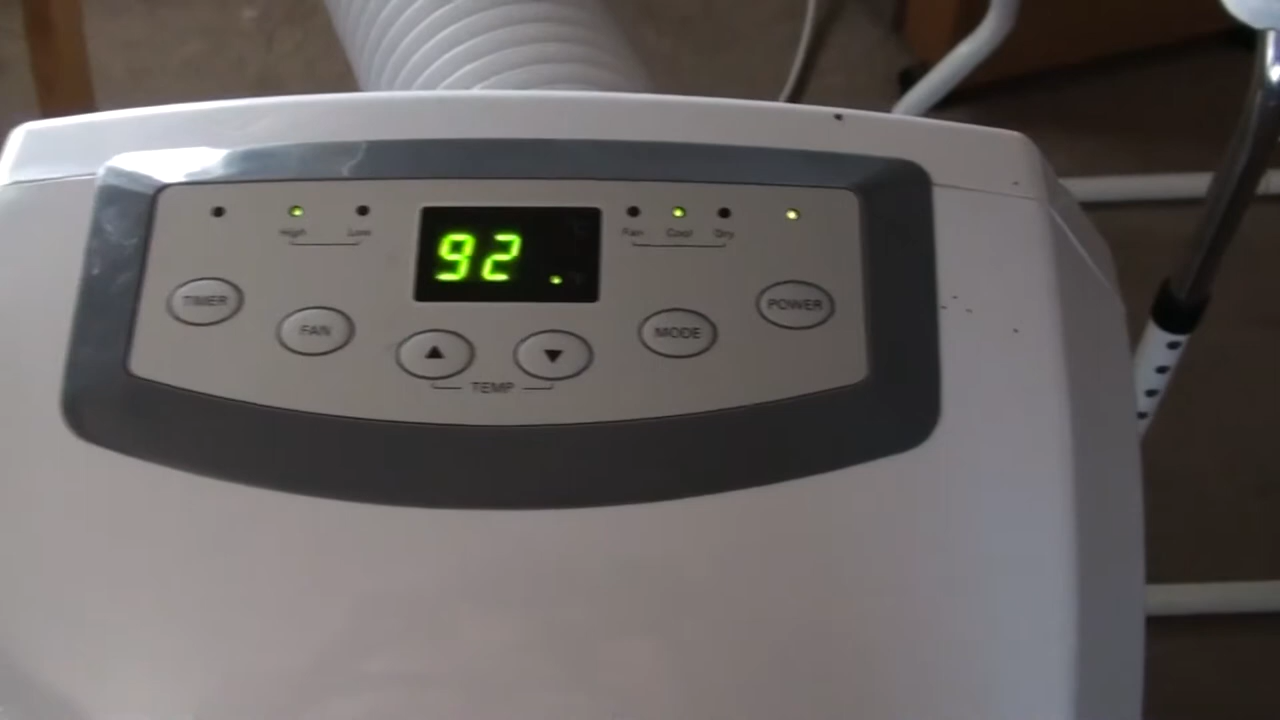 High Low
92.
Fan Cool Dry
TIMER
FAN
MODE
POWER
TEMP